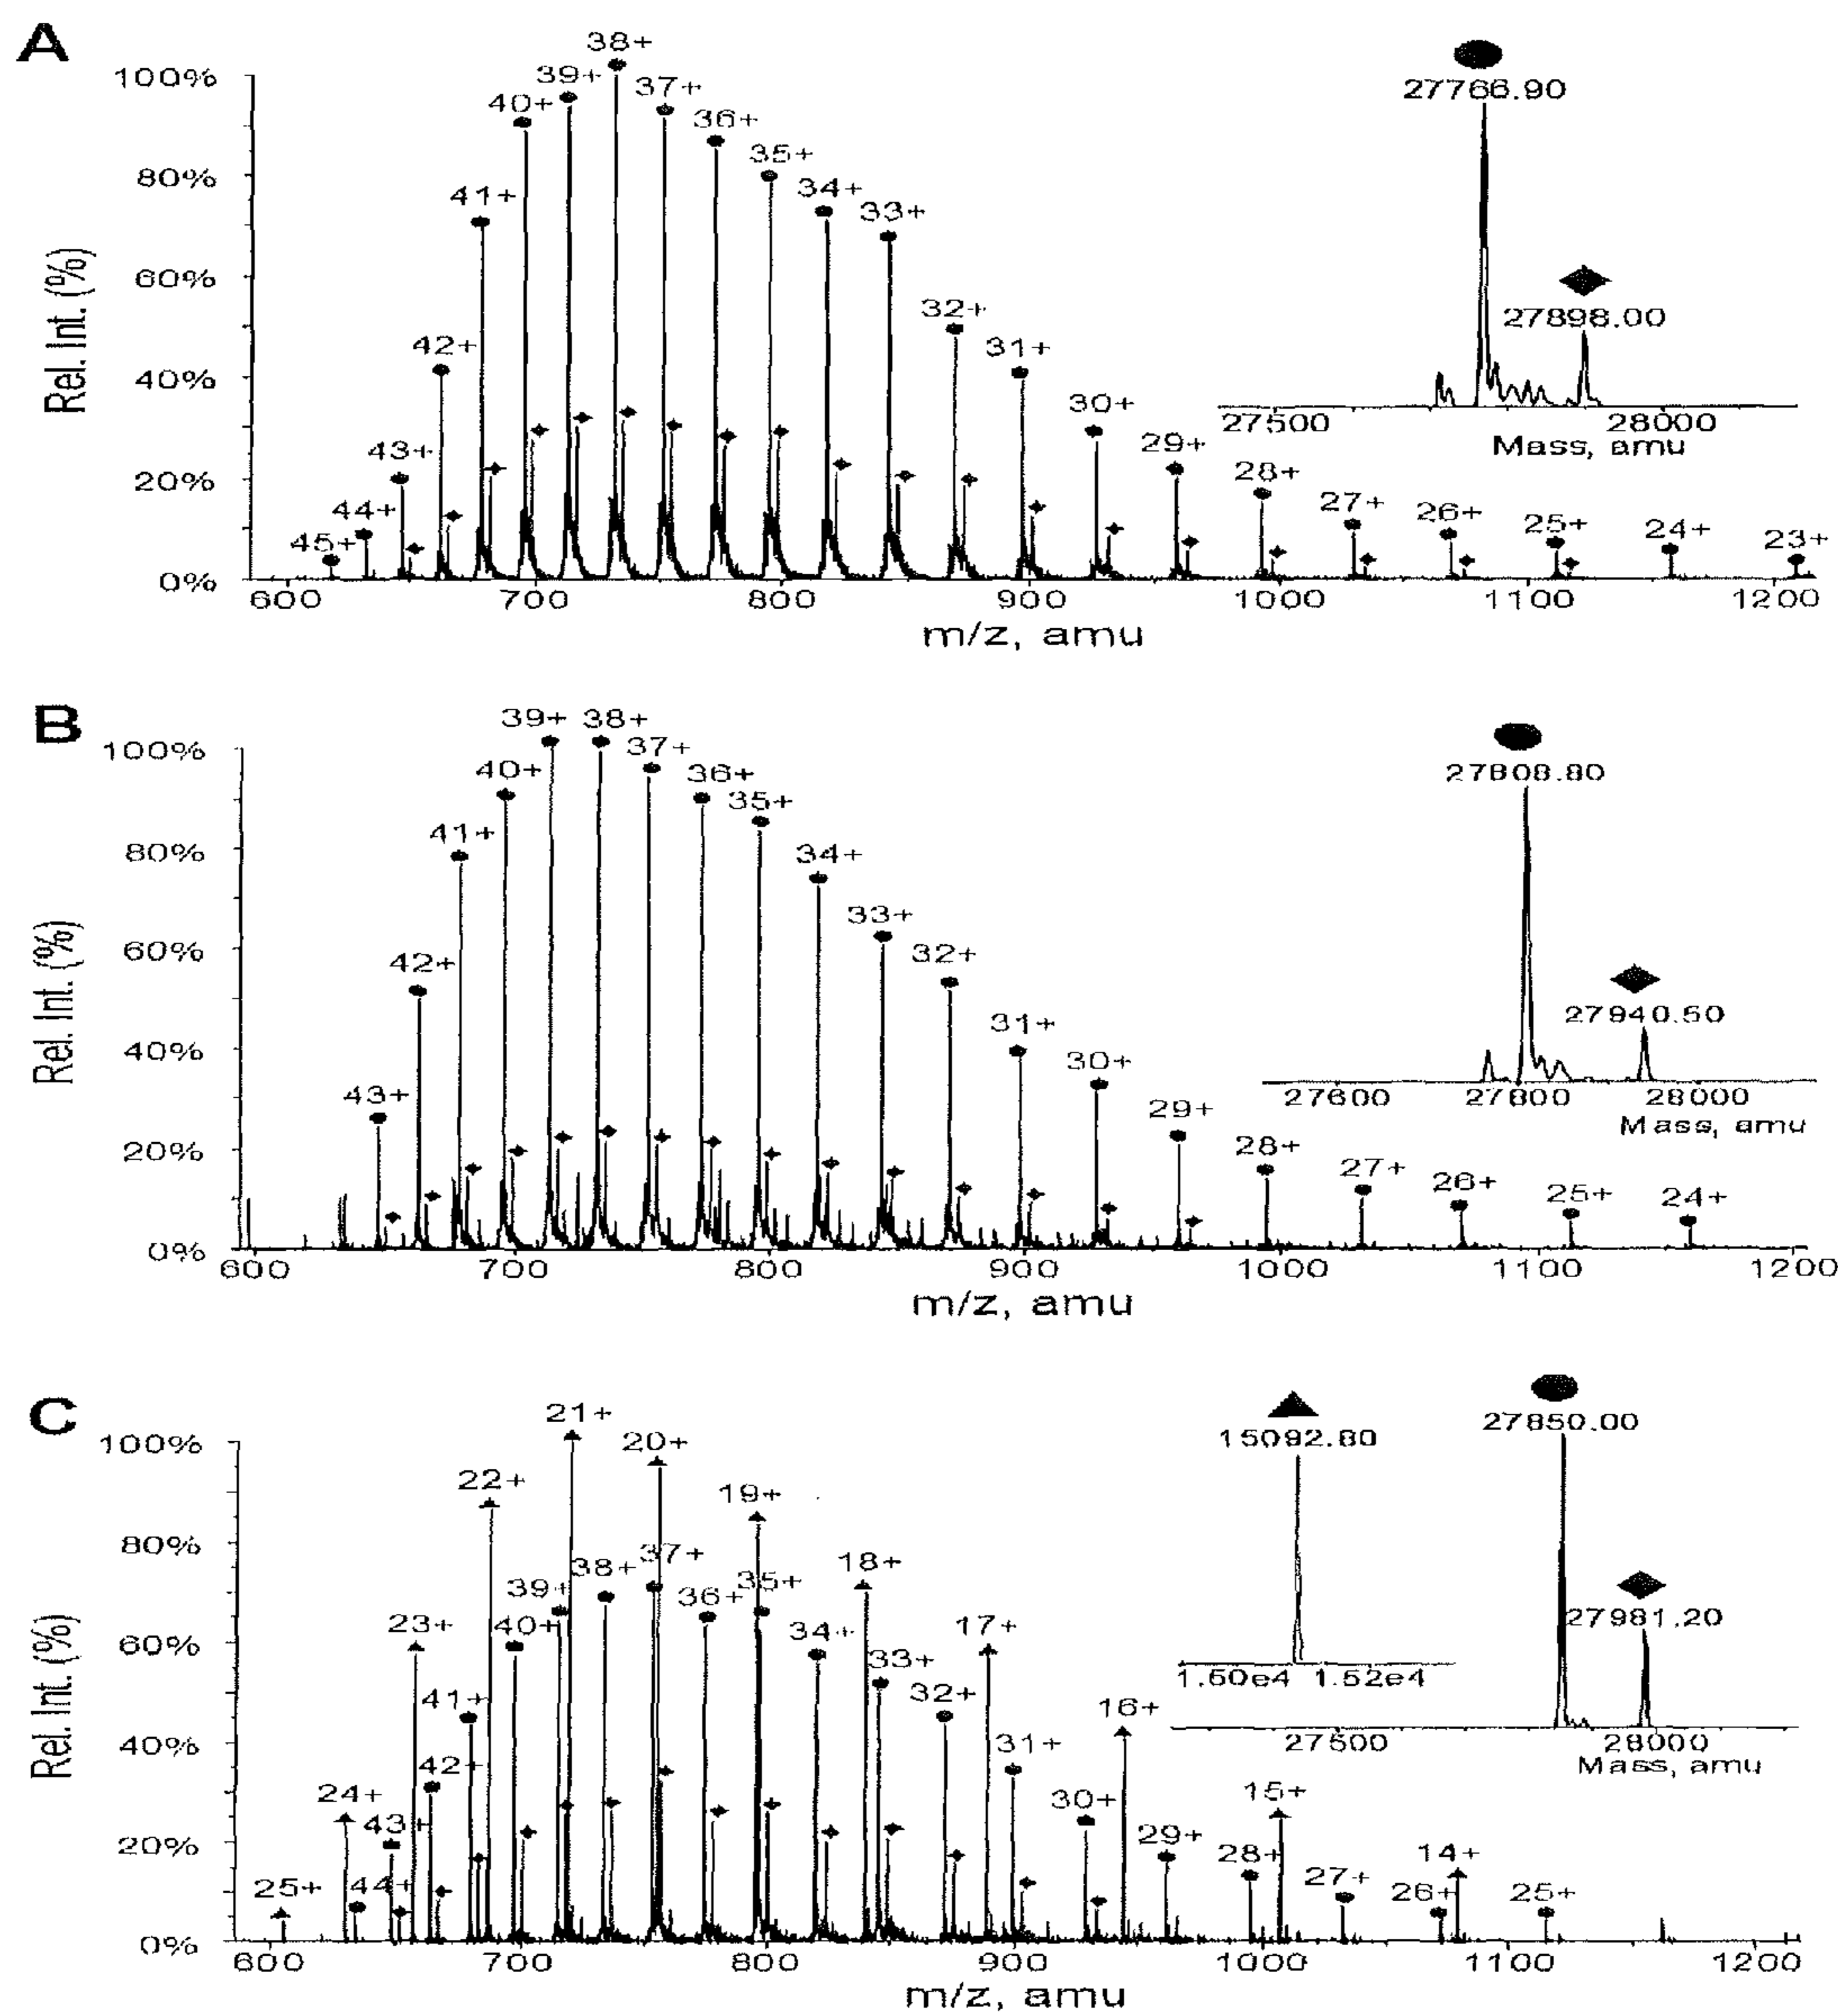 A
100%
80%
60%
40%
20%
0%
Rel. Int. (%)
45+ 44+ 43+ 42+ 41+ 40+ 39+ 38+ 37+ 36+ 35+ 34+ 33+ 32+ 31+ 30+ 29+ 28+ 27+ 26+ 25+ 24+ 23+
600 700 800 900 1000 1100 1200
m/z, amu
27766.90
27898.00
27500 28000
Mass, amu
B
100%
80%
60%
40%
20%
0%
Rel. Int. (%)
43+ 42+ 41+ 40+ 39+ 38+ 37+ 36+ 35+ 34+ 33+ 32+ 31+ 30+ 29+ 28+ 27+ 26+ 25+ 24+
600 700 800 900 1000 1100 1200
m/z, amu
27808.80
27940.50
27600 27800 28000
Mass, amu
C
100%
80%
60%
40%
20%
0%
Rel. Int. (%)
25+ 24+ 44+ 43+ 23+ 42+ 41+ 22+ 40+ 39+ 21+ 38+ 37+ 20+ 36+ 19+ 35+ 34+ 18+ 33+ 32+ 17+ 31+ 30+ 16+ 29+ 28+ 15+ 27+ 26+ 14+ 25+
600 700 800 900 1000 1100 1200
m/z, amu
15092.80
1.50e4 1.52e4
27850.00
27981.20
27500 28000
Mass, amu